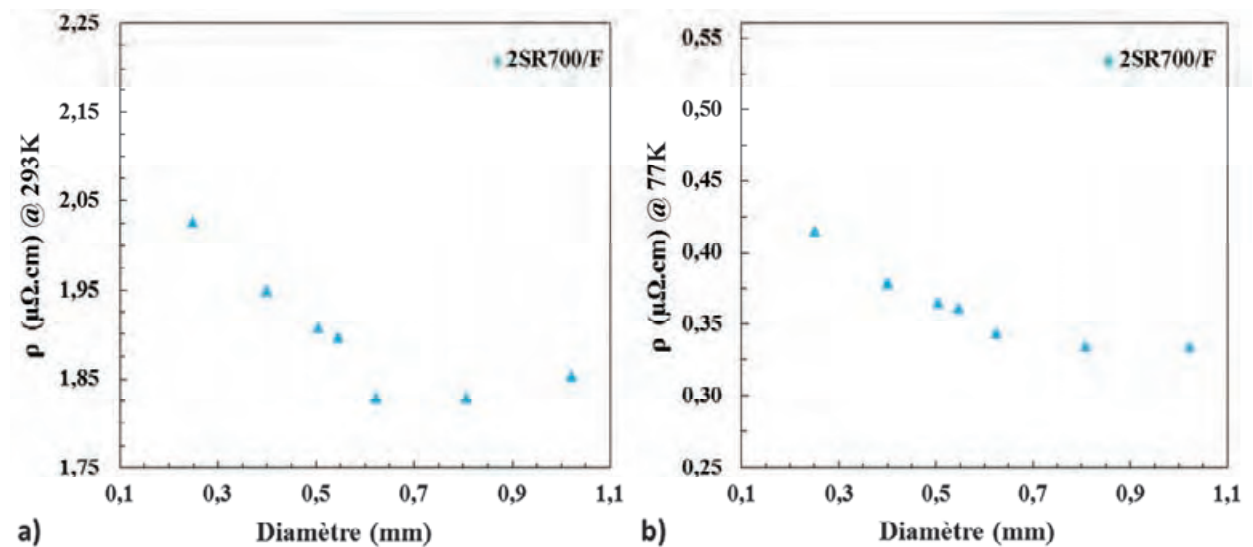 2,25
2,15
2,05
1,95
1,85
1,75
ρ (µΩ.cm) @ 293K
2SR700/F
0,1 0,3 0,5 0,7 0,9 1,1
Diamètre (mm)
a)
0,55
0,50
0,45
0,40
0,35
0,30
0,25
ρ (µΩ.cm) @ 77K
2SR700/F
0,1 0,3 0,5 0,7 0,9 1,1
Diamètre (mm)
b)